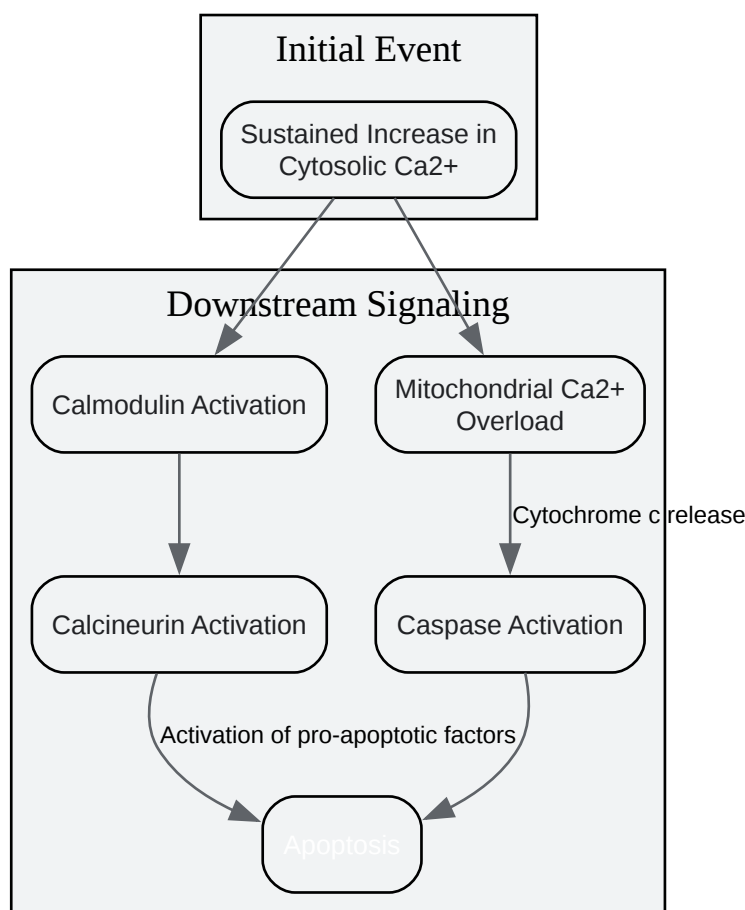 Initial Event
Sustained Increase in
Cytosolic Ca2+
Downstream Signaling
Calmodulin Activation
Mitochondrial Ca2+
Overload
Cytochrome c release
Calcineurin Activation
Caspase Activation
Activation of pro-apoptotic factors
Apoptosis